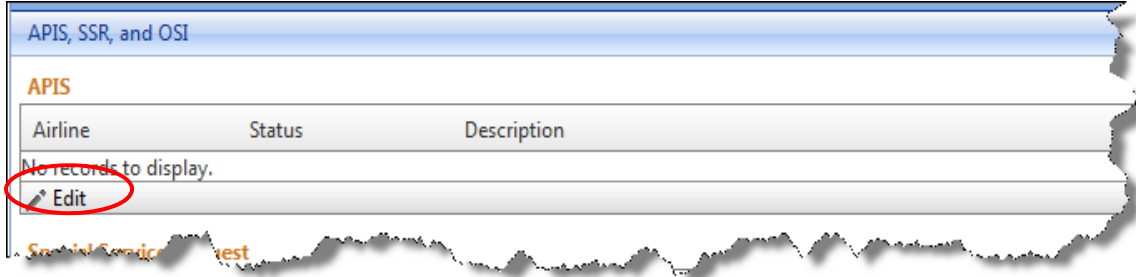 APIS, SSR, and OSI
APIS
Airline Status Description
No records to display.
Edit